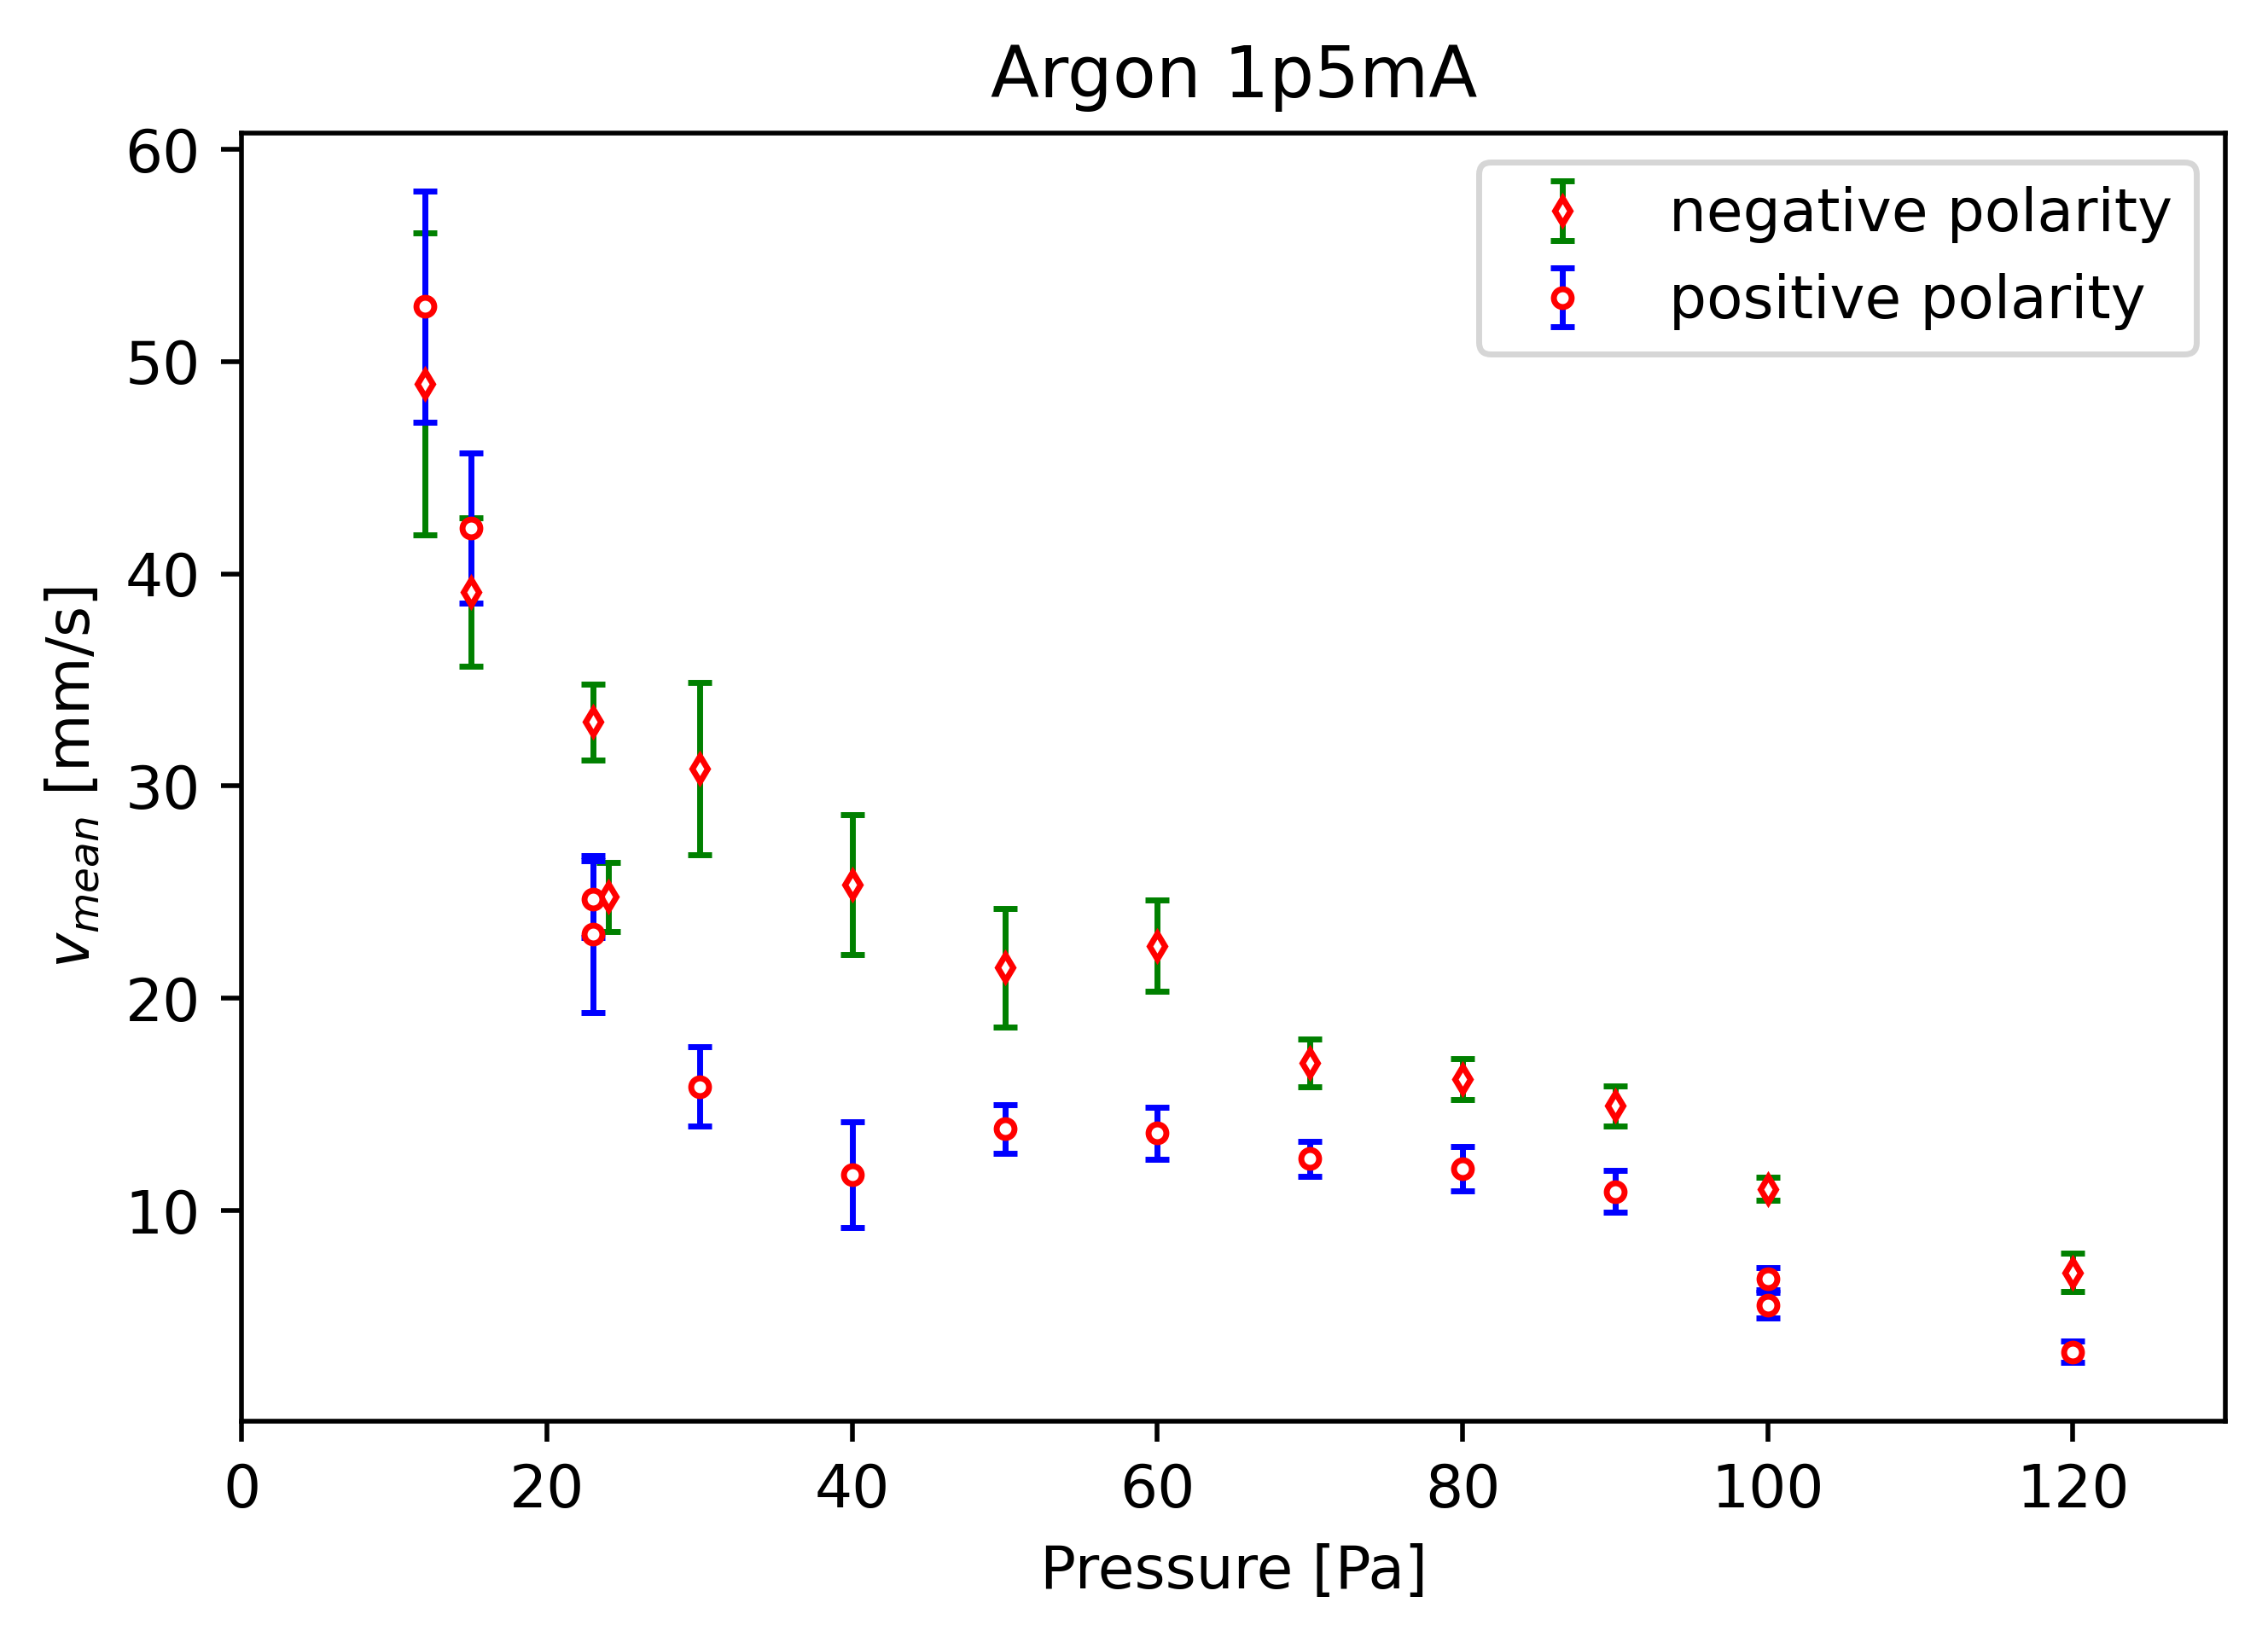 Argon 1p5mA
negative polarity
positive polarity
60
50
40
30
20
10
v_mean [mm/s]
0 20 40 60 80 100 120
Pressure [Pa]